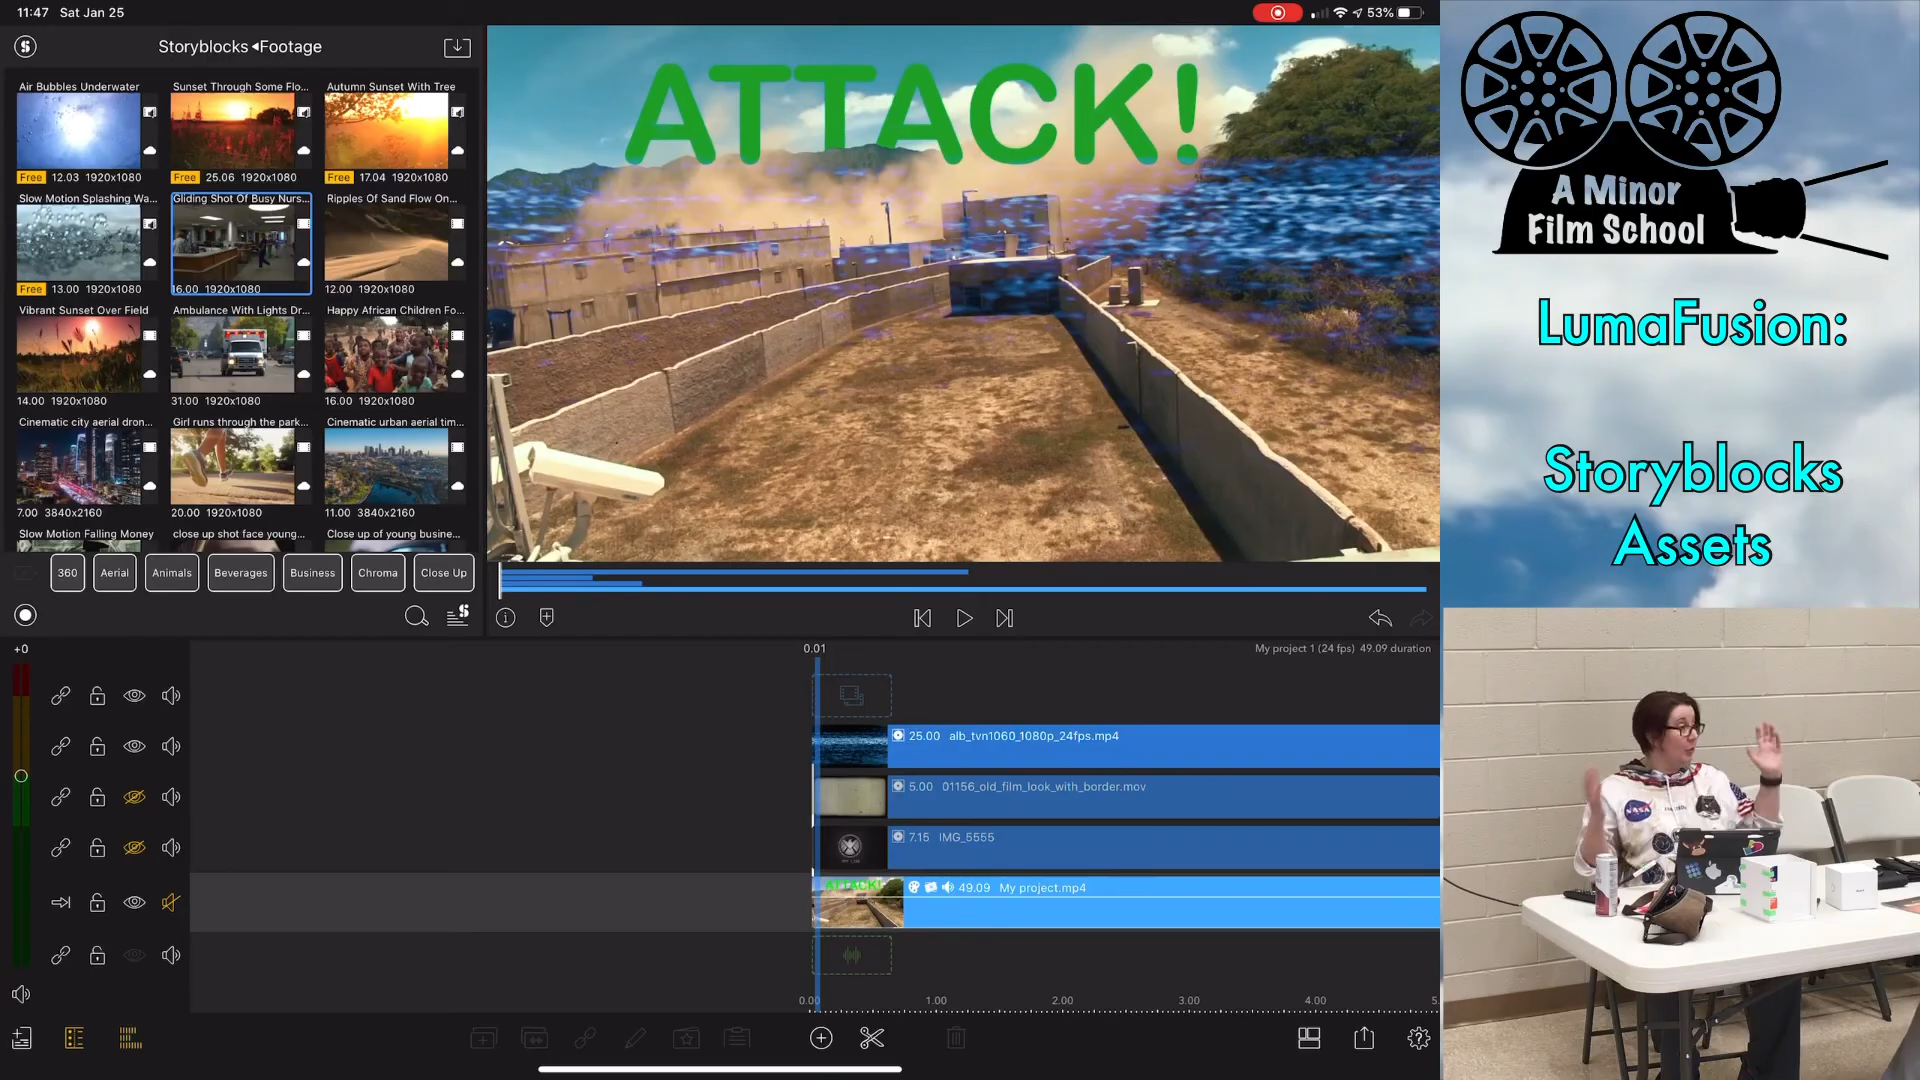 11:47 Sat Jan 25
53%
Storyblocks ◂Footage
Air Bubbles Underwater
Sunset Through Some Flo...
Autumn Sunset With Tree
Free 12.03 1920x1080
Free 25.06 1920x1080
Free 17.04 1920x1080
Slow Motion Splashing Wa...
Gliding Shot Of Busy Nurs...
Ripples Of Sand Flow On...
Free 13.00 1920x1080
16.00 1920x1080
12.00 1920x1080
Vibrant Sunset Over Field
Ambulance With Lights Dr...
Happy African Children Fo...
14.00 1920x1080
31.00 1920x1080
16.00 1920x1080
Cinematic city aerial dron...
Girl runs through the park...
Cinematic urban aerial tim...
7.00 3840x2160
20.00 1920x1080
11.00 3840x2160
Slow Motion Falling Money
close up shot face young...
Close up of young busine...
360
Aerial
Animals
Beverages
Business
Chroma
Close Up
ATTACK!
A Minor
Film School
LumaFusion:
Storyblocks
Assets
+0
0.01
My project 1 (24 fps) 49.09 duration
25.00 alb_tvn1060_1080p_24fps.mp4
5.00 01156_old_film_look_with_border.mov
7.15 IMG_5555
ATTACK!
49.09 My project.mp4
0.00
1.00
2.00
3.00
4.00
5.
NASA